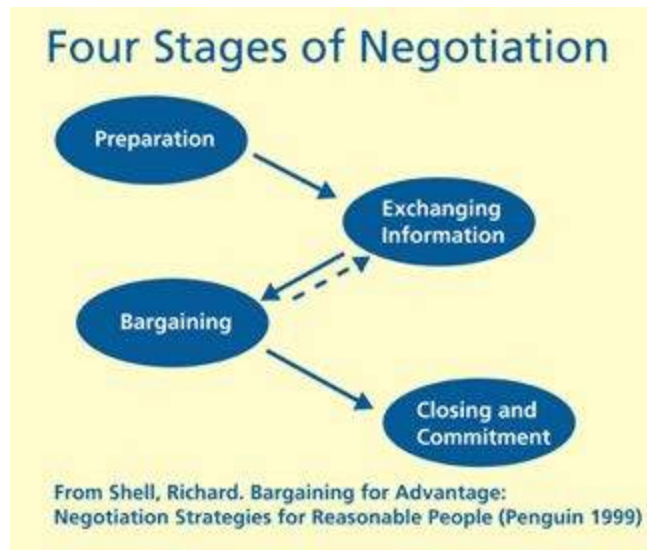 Four Stages of Negotiation
Preparation
Exchanging
Information
Bargaining
Closing and
Commitment
From Shell, Richard. Bargaining for Advantage:
Negotiation Strategies for Reasonable People (Penguin 1999)